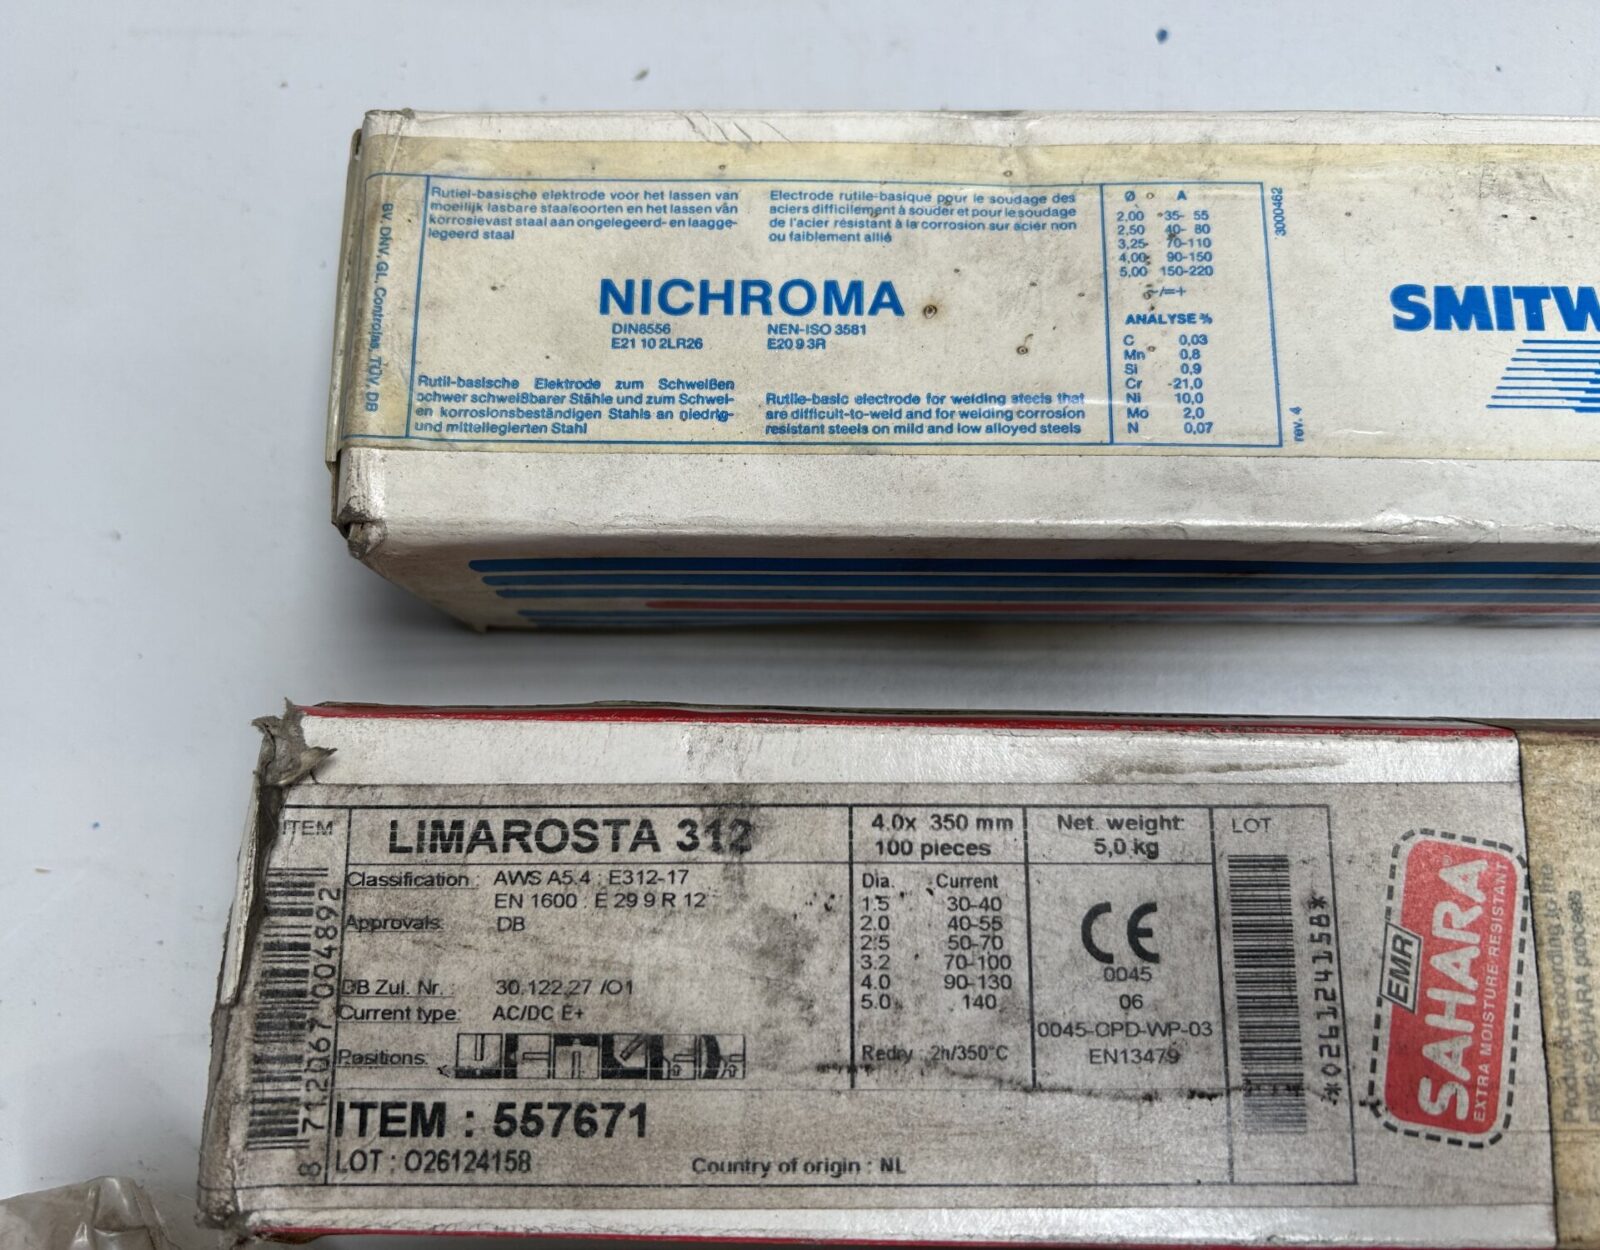 BV, DNV, GL, Controlas, TÜV, DB
Rutiel-basische elektrode voor het lassen van
moeilijk lasbare staalsoorten en het lassen van
korrosievast staal aan ongelegeerd- en laagge-
legeerd staal
Electrode rutile-basique pour le soudage des
aciers difficilement à souder et pour le soudage
de l'acier résistant à la corrosion sur acier non
ou faiblement allié
NICHROMA
DIN8556
E21 10 2LR26
NEN-ISO 3581
E20 9 3R
Rutil-basische Elektrode zum Schweißen
schwer schweißbarer Stähle und zum Schwei-
en korrosionsbeständigen Stahls an niedrig-
und mittellegierten Stahl
Rutile-basic electrode for welding steels that
are difficult-to-weld and for welding corrosion
resistant steels on mild and low alloyed steels
Ø A
2,00 35- 55
2,50 40- 80
3,25 70-110
4,00 90-150
5,00 150-220
~/=+
ANALYSE %
C 0,03
Mn 0,8
Si 0,9
Cr 21,0
Ni 10,0
Mo 2,0
N 0,07
3000462
rev. 4
SMITW
ITEM
8 712067 004892
LIMAROSTA 312
Classification : AWS A5.4 : E312-17
EN 1600 : E 29 9 R 12
Approvals: DB
DB Zul. Nr. : 30.122.27 /O1
Current type: AC/DC E+
Positions:
ITEM : 557671
LOT : O26124158
Country of origin : NL
4.0x 350 mm
100 pieces
Dia. Current
1.5 30-40
2.0 40-55
2.5 50-70
3.2 70-100
4.0 90-130
5.0 140
Redry : 2h/350°C
Net. weight:
5,0 kg
CE
0045
06
0045-CPD-WP-03
EN13479
LOT
*O26124158*
EMR
SAHARA
EXTRA MOISTURE RESISTANT
Produced according to the
EMR-SAHARA process